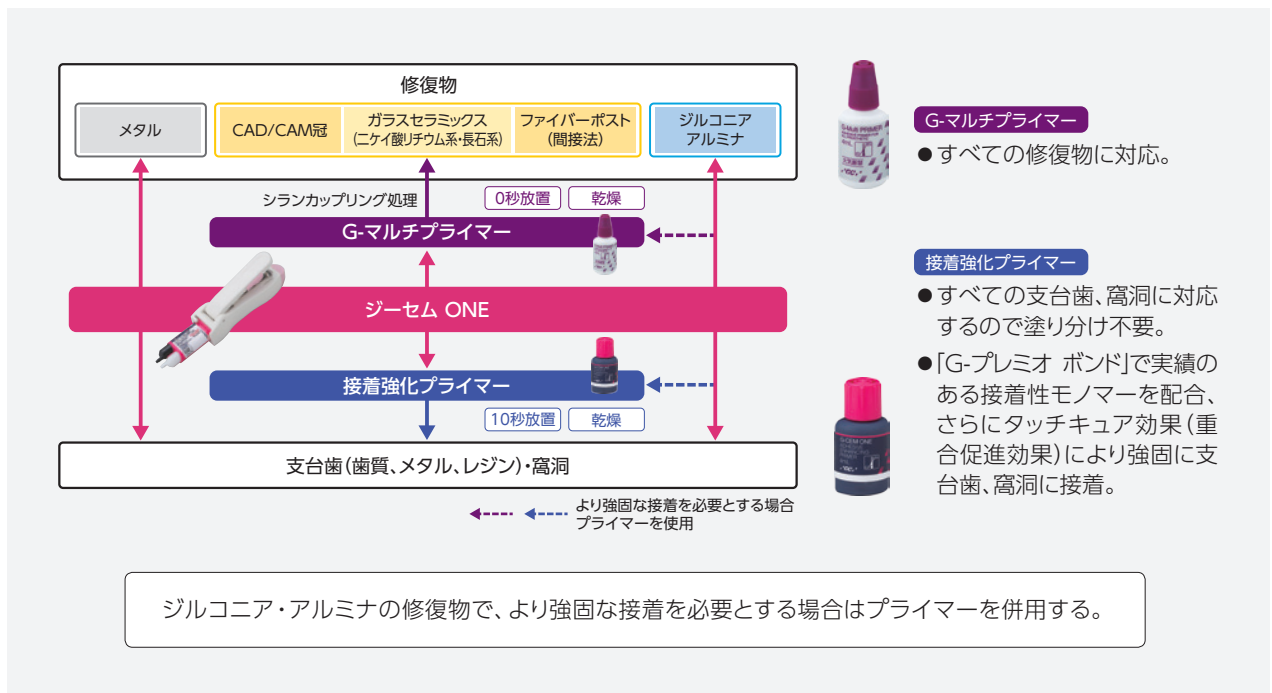 修復物
メタル
CAD/CAM冠
ガラスセラミックス
(ニケイ酸リチウム系・長石系)
ファイバーポスト
(間接法)
ジルコニア
アルミナ
シランカップリング処理
0秒放置
乾燥
G-マルチプライマー
ジーセム ONE
接着強化プライマー
10秒放置
乾燥
支台歯(歯質、メタル、レジン)・窩洞
より強固な接着を必要とする場合
プライマーを使用
G-マルチプライマー
●すべての修復物に対応。
接着強化プライマー
●すべての支台歯、窩洞に対応
するので塗り分け不要。
●「G-プレミオ ボンド」で実績の
ある接着性モノマーを配合、
さらにタッチキュア効果(重
合促進効果)により強固に支
台歯、窩洞に接着。
G-Multi PRIMER
G-CEM ONE
ジルコニア・アルミナの修復物で、より強固な接着を必要とする場合はプライマーを併用する。